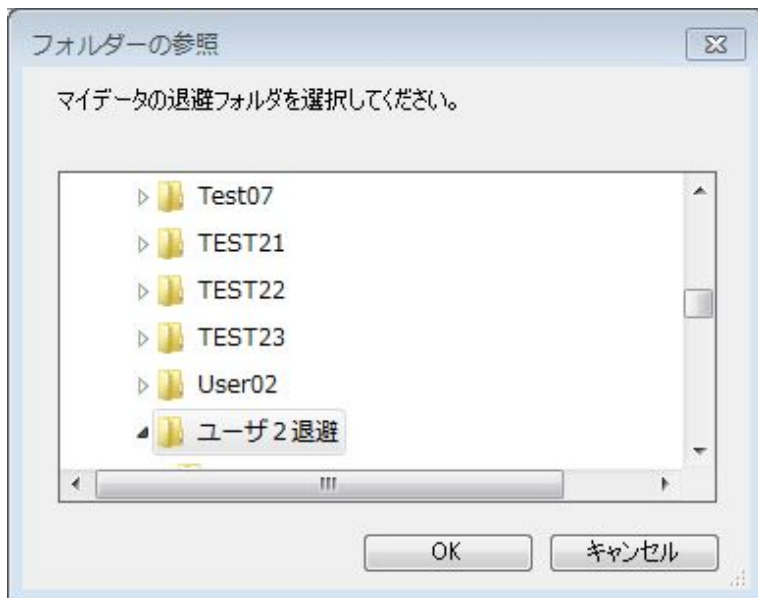 フォルダーの参照
マイデータの退避フォルダを選択してください。
Test07
TEST21
TEST22
TEST23
User02
ユーザ２退避
OK キャンセル